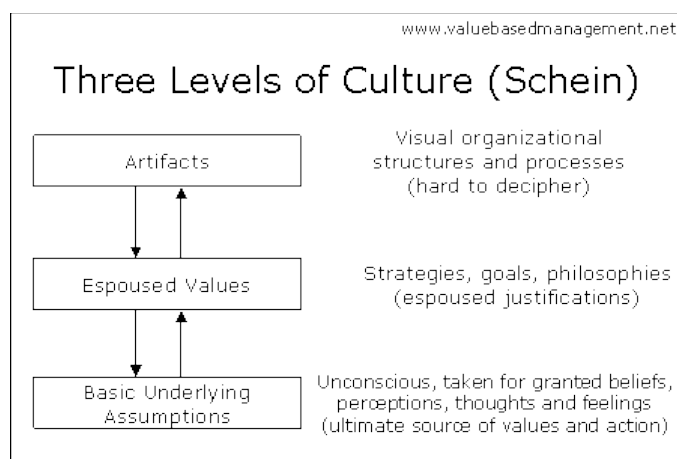 www.valuebasedmanagement.net
Three Levels of Culture (Schein)
Artifacts
Visual organizational
structures and processes
(hard to decipher)
Espoused Values
Strategies, goals, philosophies
(espoused justifications)
Basic Underlying
Assumptions
Unconscious, taken for granted beliefs,
perceptions, thoughts and feelings
(ultimate source of values and action)